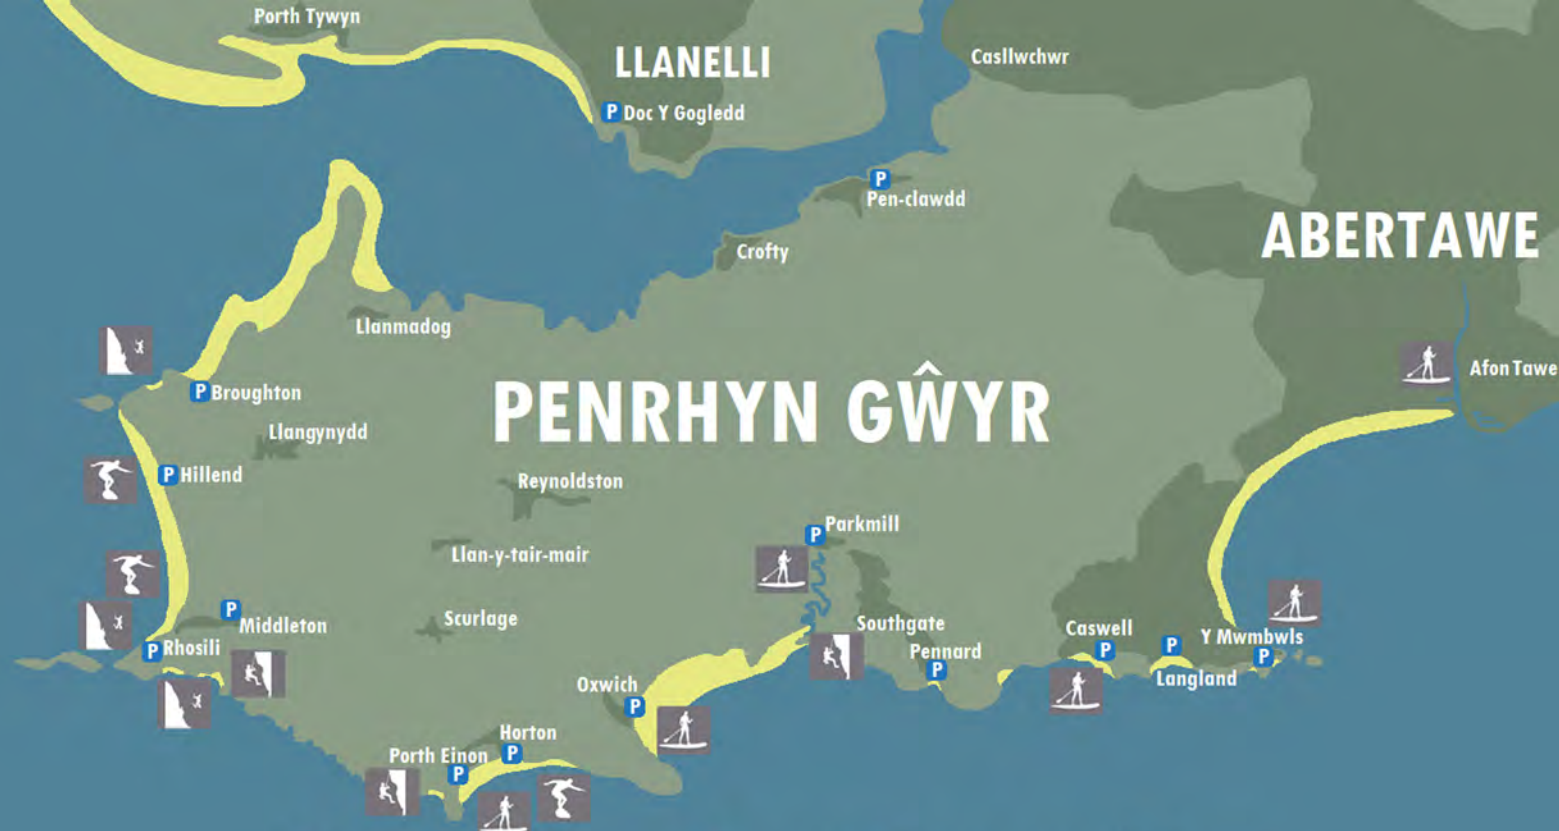 Porth Tywyn
LLANELLI
Casllwchwr
P Doc Y Gogledd
P
Pen-clawdd
ABERTAWE
Crofty
Llanmadog
Afon Tawe
P Broughton
PENRHYN GŴYR
Llangynydd
P Hillend
Reynoldston
P Parkmill
Llan-y-tair-mair
P
Middleton
Scurlage
Southgate
Caswell
P
P
Y Mwmbwls
P
P Rhosili
Pennard
P
Langland
Oxwich
P
Horton
P
Porth Einon
P